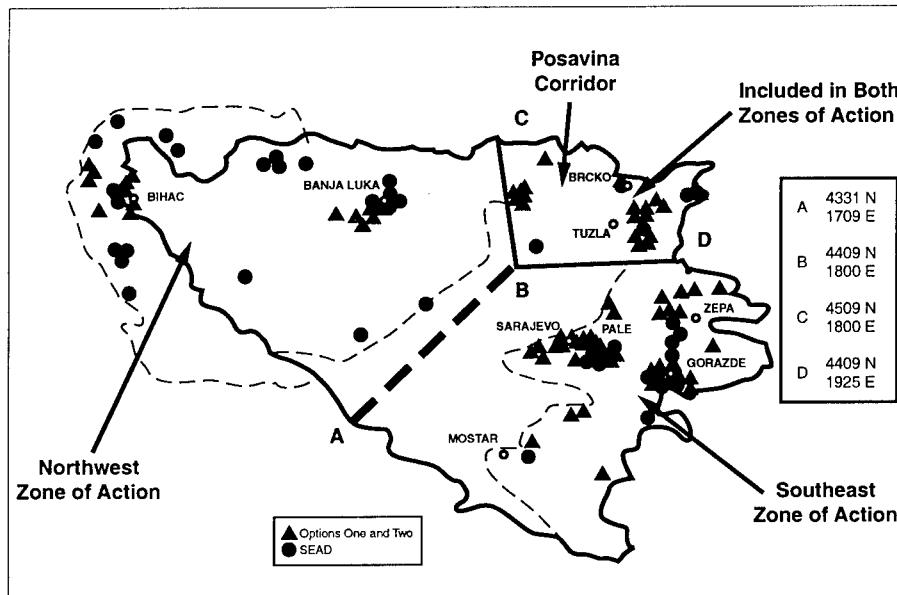 Posavina
Corridor
C
Included in Both
Zones of Action
BRCKO
BANJA LUKA
BIHAC
TUZLA
D
A 4331 N
1709 E
B 4409 N
1800 E
C 4509 N
1800 E
D 4409 N
1925 E
B
ZEPA
SARAJEVO
PALE
GORAZDE
A
MOSTAR
Northwest
Zone of Action
Southeast
Zone of Action
Options One and Two
SEAD